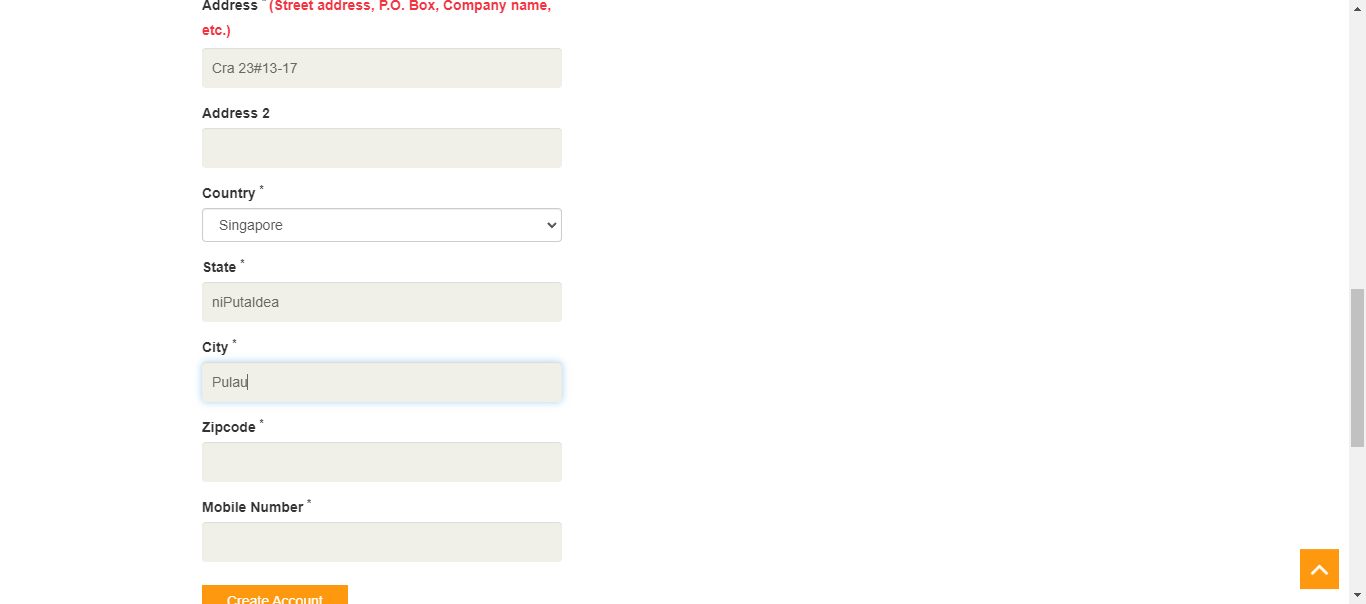 Address * (Street address, P.O. Box, Company name,
etc.)
Cra 23#13-17
Address 2
Country *
Singapore
State *
niPutaIdea
City *
Pulau
Zipcode *
Mobile Number *
Create Account